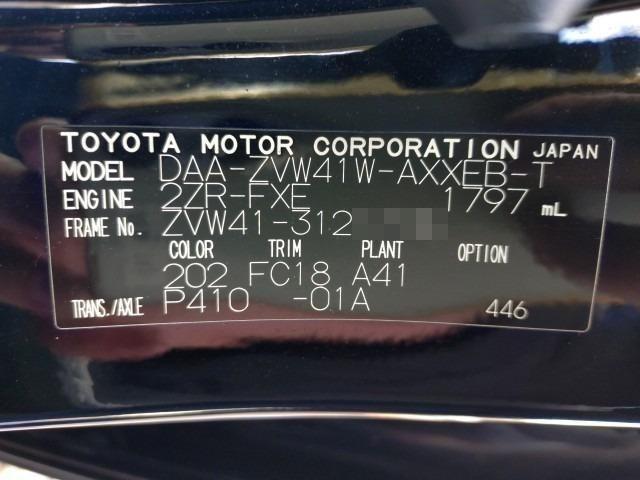 TOYOTA MOTOR CORPORATION JAPAN
MODEL DAA-ZVW41W-AXXEB-T
ENGINE 2ZR-FXE 1797 mL
FRAME No. ZVW41-312
COLOR TRIM PLANT OPTION
202 FC18 A41
TRANS./AXLE P410 -01A 446